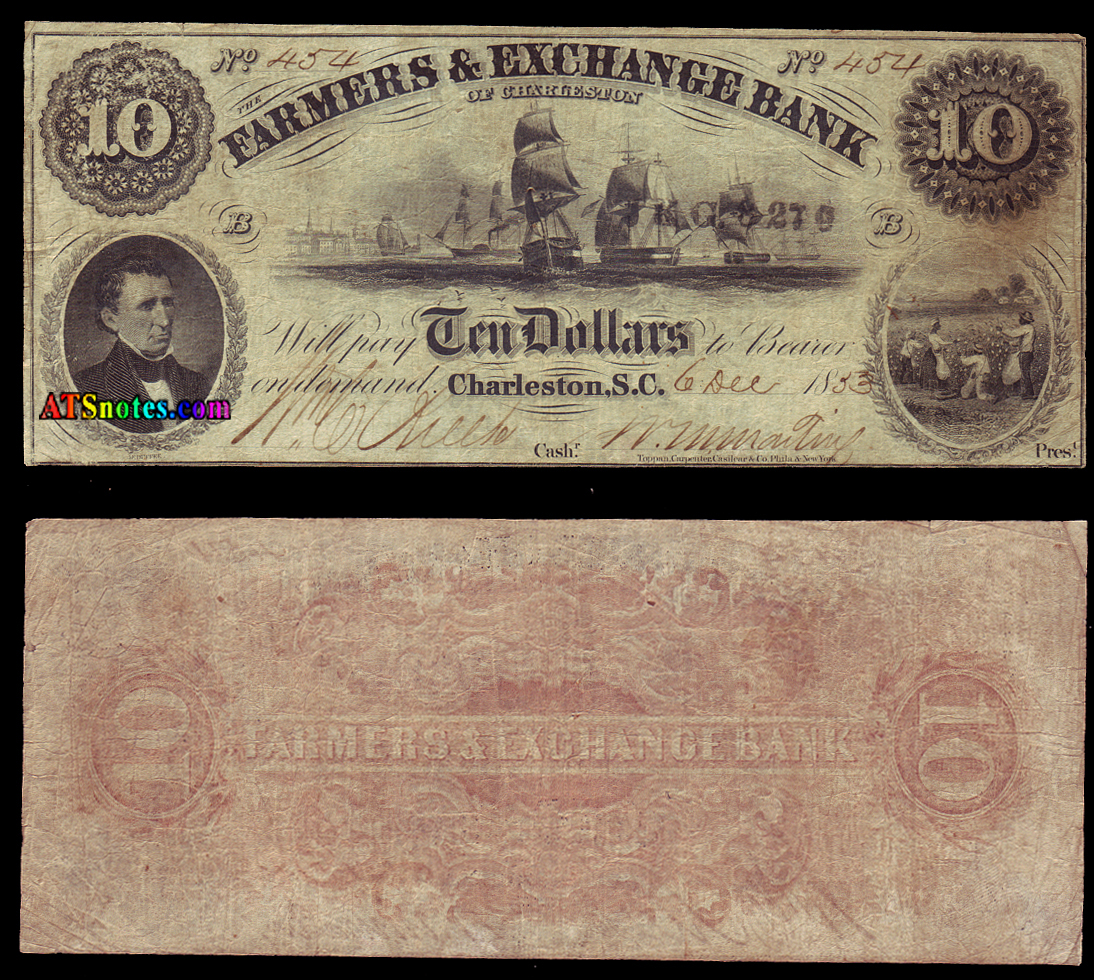 Nº 454
Nº 454
10
THE
FARMERS & EXCHANGE BANK
OF CHARLESTON
10
B
276
B
Will pay Ten Dollars to Bearer
on demand. Charleston, S.C. 6 Dec 1853
ATSnotes.com
Cash.r
Pres.t
Toppan, Carpenter, Casilear & Co. Phila & New York.
10
FARMERS & EXCHANGE BANK
10